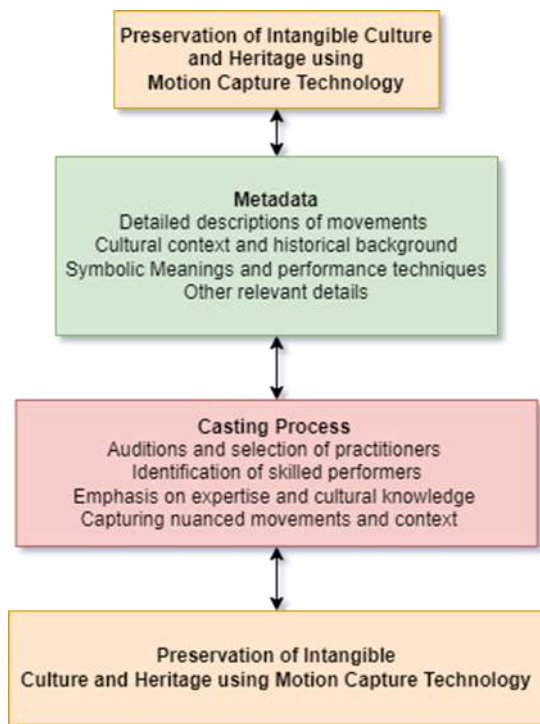 Preservation of Intangible Culture
and Heritage using
Motion Capture Technology
Metadata
Detailed descriptions of movements
Cultural context and historical background
Symbolic Meanings and performance techniques
Other relevant details
Casting Process
Auditions and selection of practitioners
Identification of skilled performers
Emphasis on expertise and cultural knowledge
Capturing nuanced movements and context
Preservation of Intangible
Culture and Heritage using Motion Capture Technology